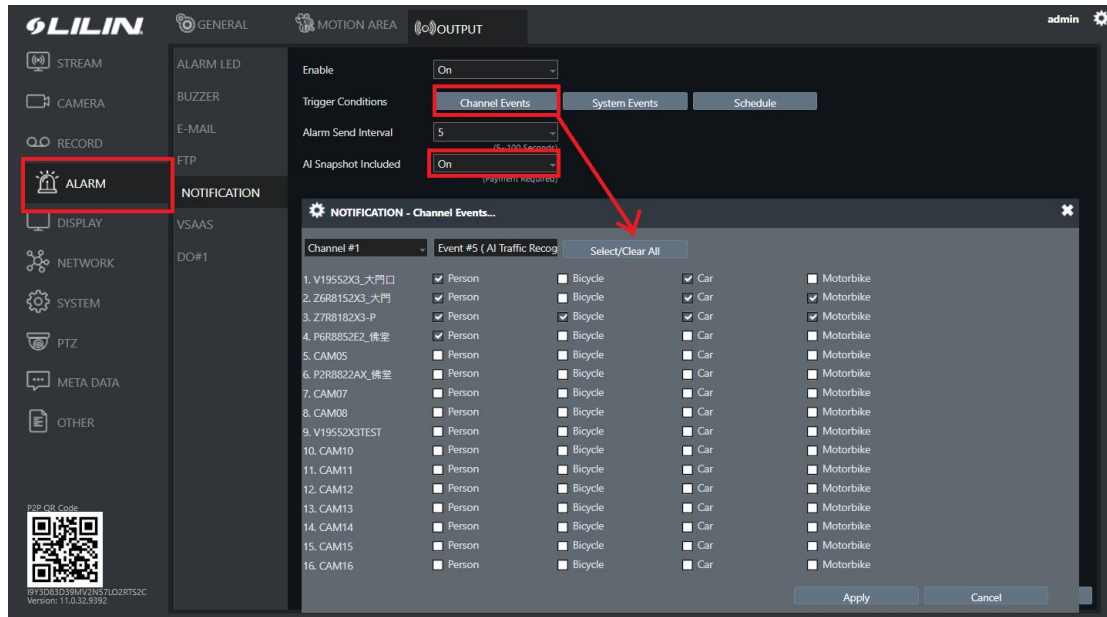 LILIN
GENERAL
MOTION AREA
OUTPUT
admin
STREAM
CAMERA
RECORD
ALARM
DISPLAY
NETWORK
SYSTEM
PTZ
META DATA
OTHER
ALARM LED
BUZZER
E-MAIL
FTP
NOTIFICATION
VSAAS
DO#1
Enable On
Trigger Conditions Channel Events System Events Schedule
Alarm Send Interval 5
(5~100 Seconds)
AI Snapshot Included On
(Payment Required)
NOTIFICATION - Channel Events...
Channel #1 Event #5 ( AI Traffic Recog Select/Clear All
1. V19552X3_大門口 Person Bicycle Car Motorbike
2. Z6R8152X3_大門 Person Bicycle Car Motorbike
3. Z7R8182X3-P Person Bicycle Car Motorbike
4. P6R8852E2_佛堂 Person Bicycle Car Motorbike
5. CAM05 Person Bicycle Car Motorbike
6. P2R8822AX_佛堂 Person Bicycle Car Motorbike
7. CAM07 Person Bicycle Car Motorbike
8. CAM08 Person Bicycle Car Motorbike
9. V19552X3TEST Person Bicycle Car Motorbike
10. CAM10 Person Bicycle Car Motorbike
11. CAM11 Person Bicycle Car Motorbike
12. CAM12 Person Bicycle Car Motorbike
13. CAM13 Person Bicycle Car Motorbike
14. CAM14 Person Bicycle Car Motorbike
15. CAM15 Person Bicycle Car Motorbike
16. CAM16 Person Bicycle Car Motorbike
Apply Cancel
P2P QR Code
I9Y3D83D39MV2N57LO2RTS2C
Version: 11.0.32.9392